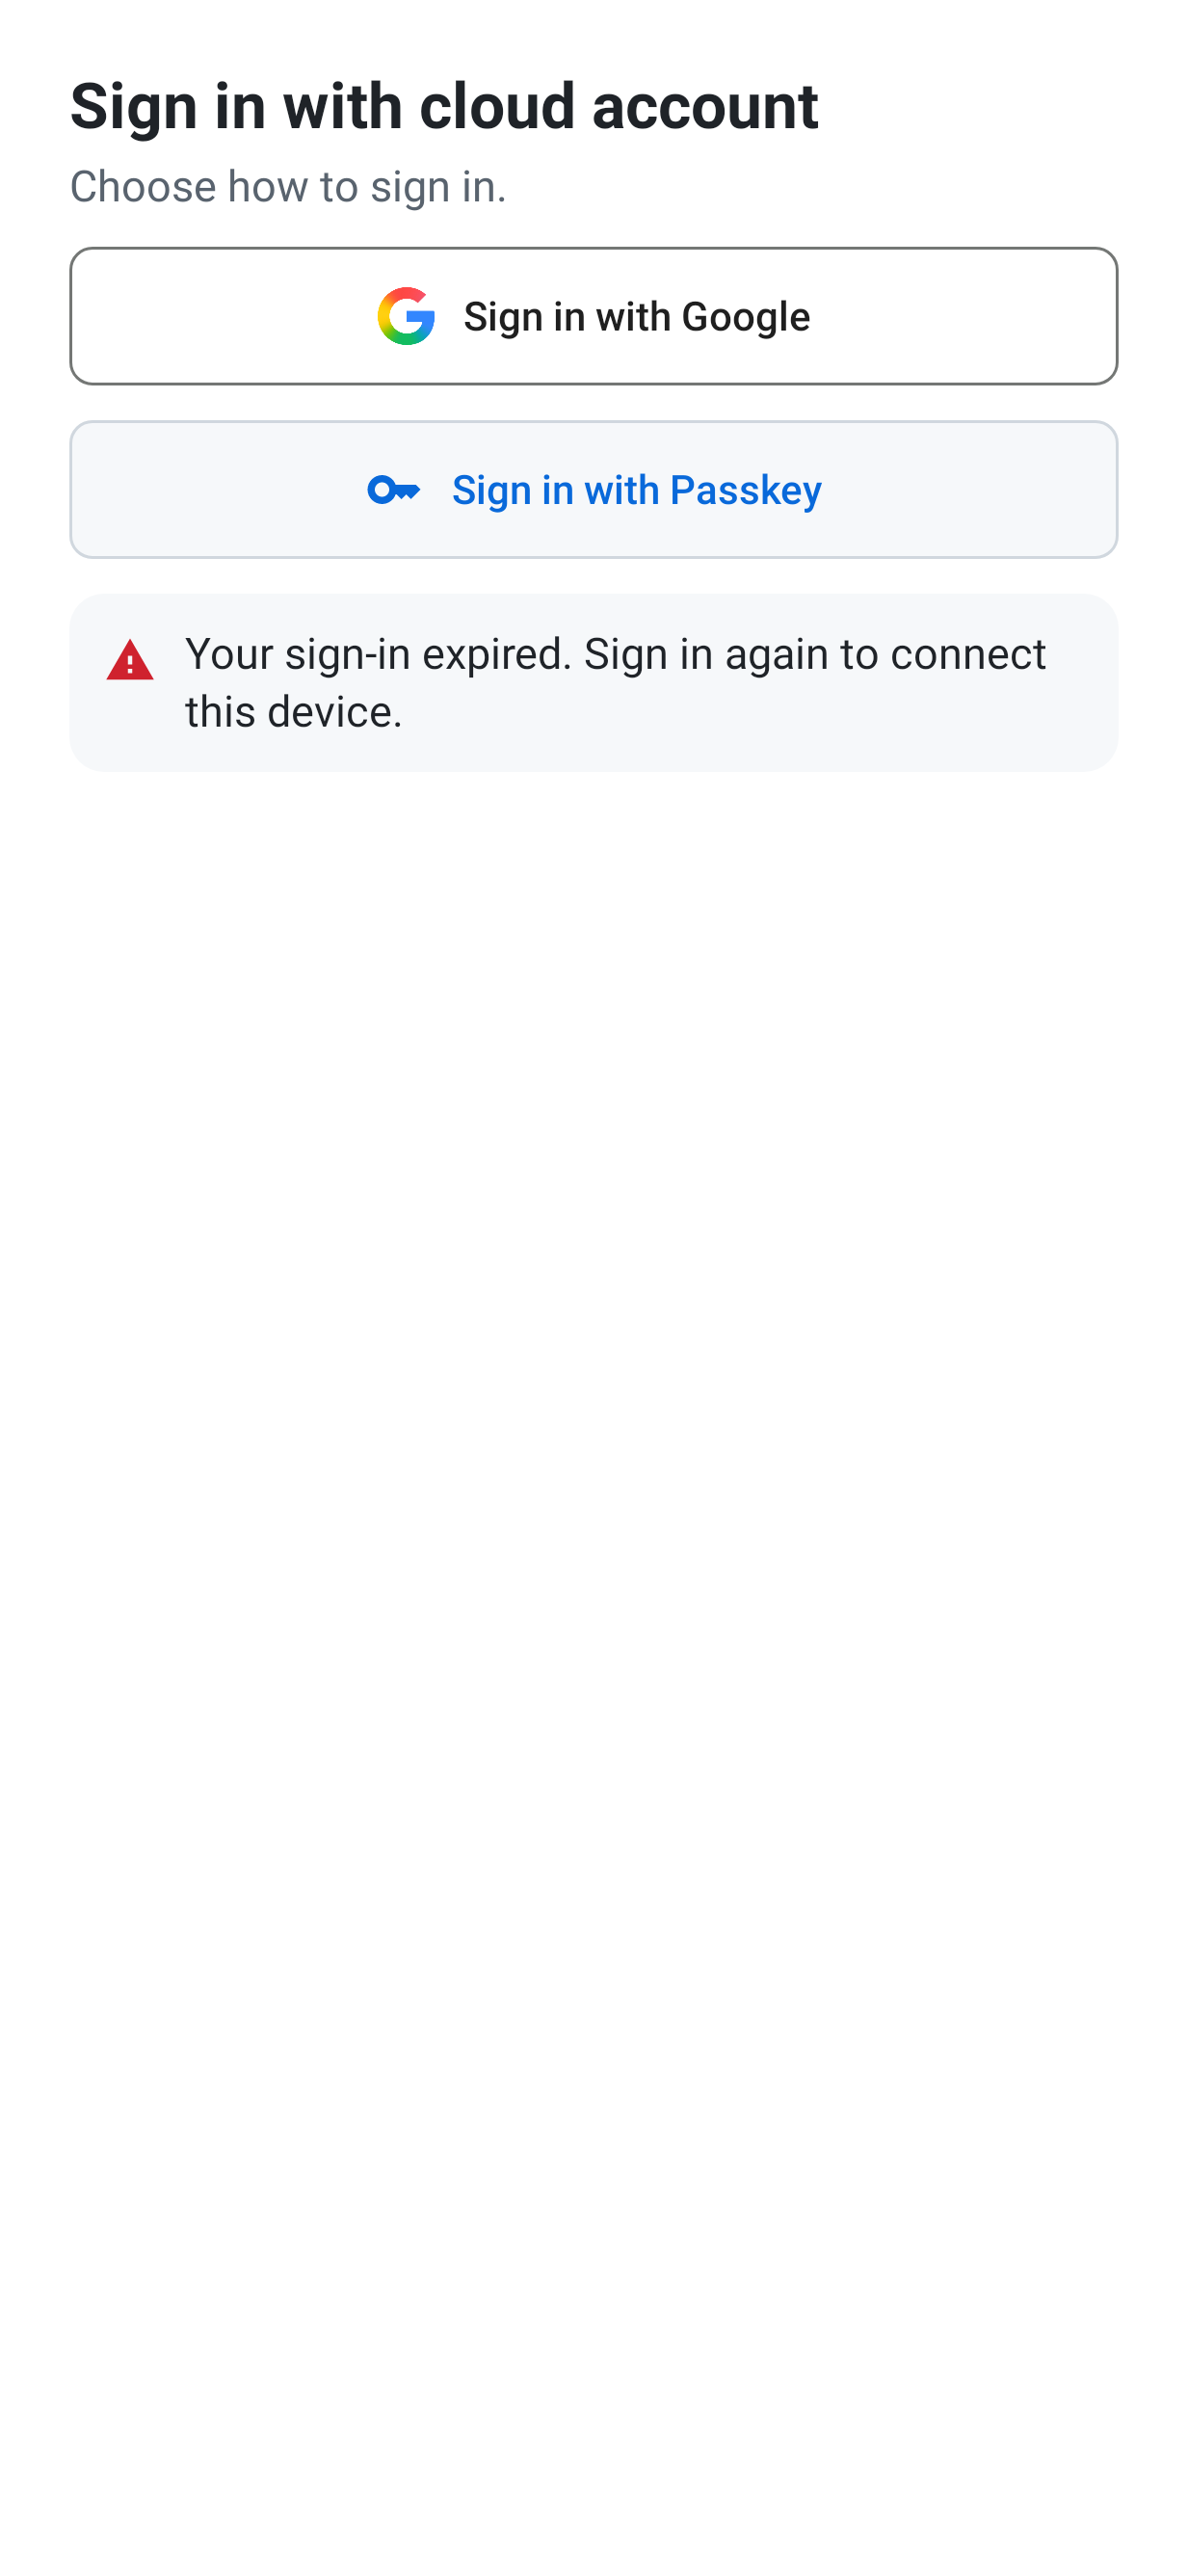 Sign in with cloud account
Choose how to sign in.
Sign in with Google
Sign in with Passkey
Your sign-in expired. Sign in again to connect
this device.